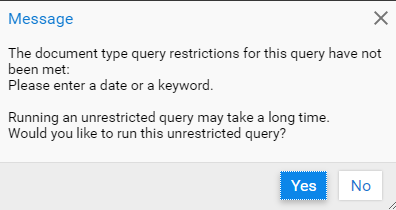 Message
The document type query restrictions for this query have not
been met:
Please enter a date or a keyword.
Running an unrestricted query may take a long time.
Would you like to run this unrestricted query?
Yes
No